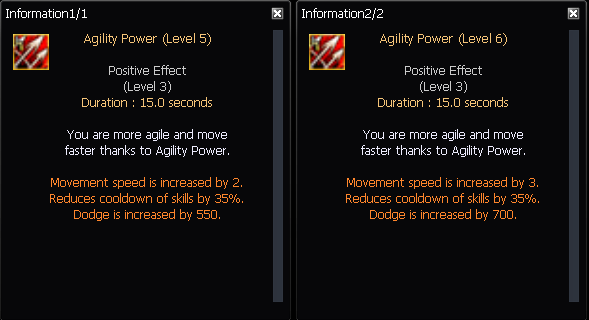 Information1/1
Agility Power (Level 5)
Positive Effect
(Level 3)
Duration : 15.0 seconds
You are more agile and move
faster thanks to Agility Power.
Movement speed is increased by 2.
Reduces cooldown of skills by 35%.
Dodge is increased by 550.
Information2/2
Agility Power (Level 6)
Positive Effect
(Level 3)
Duration : 15.0 seconds
You are more agile and move
faster thanks to Agility Power.
Movement speed is increased by 3.
Reduces cooldown of skills by 35%.
Dodge is increased by 700.